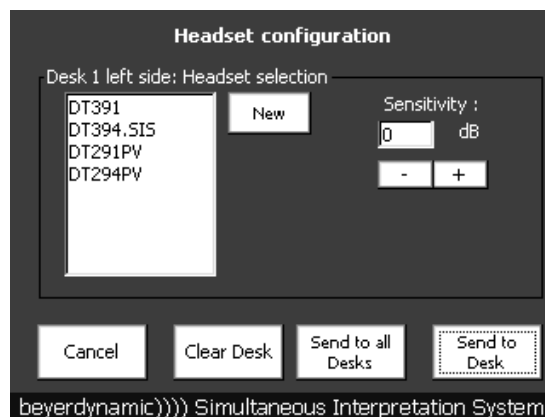 Headset configuration
Desk 1 left side: Headset selection
DT391
DT394.SIS
DT291PV
DT294PV
New
Sensitivity :
0 dB
- +
Cancel
Clear Desk
Send to all
Desks
Send to
Desk
beyerdynamic)))) Simultaneous Interpretation System